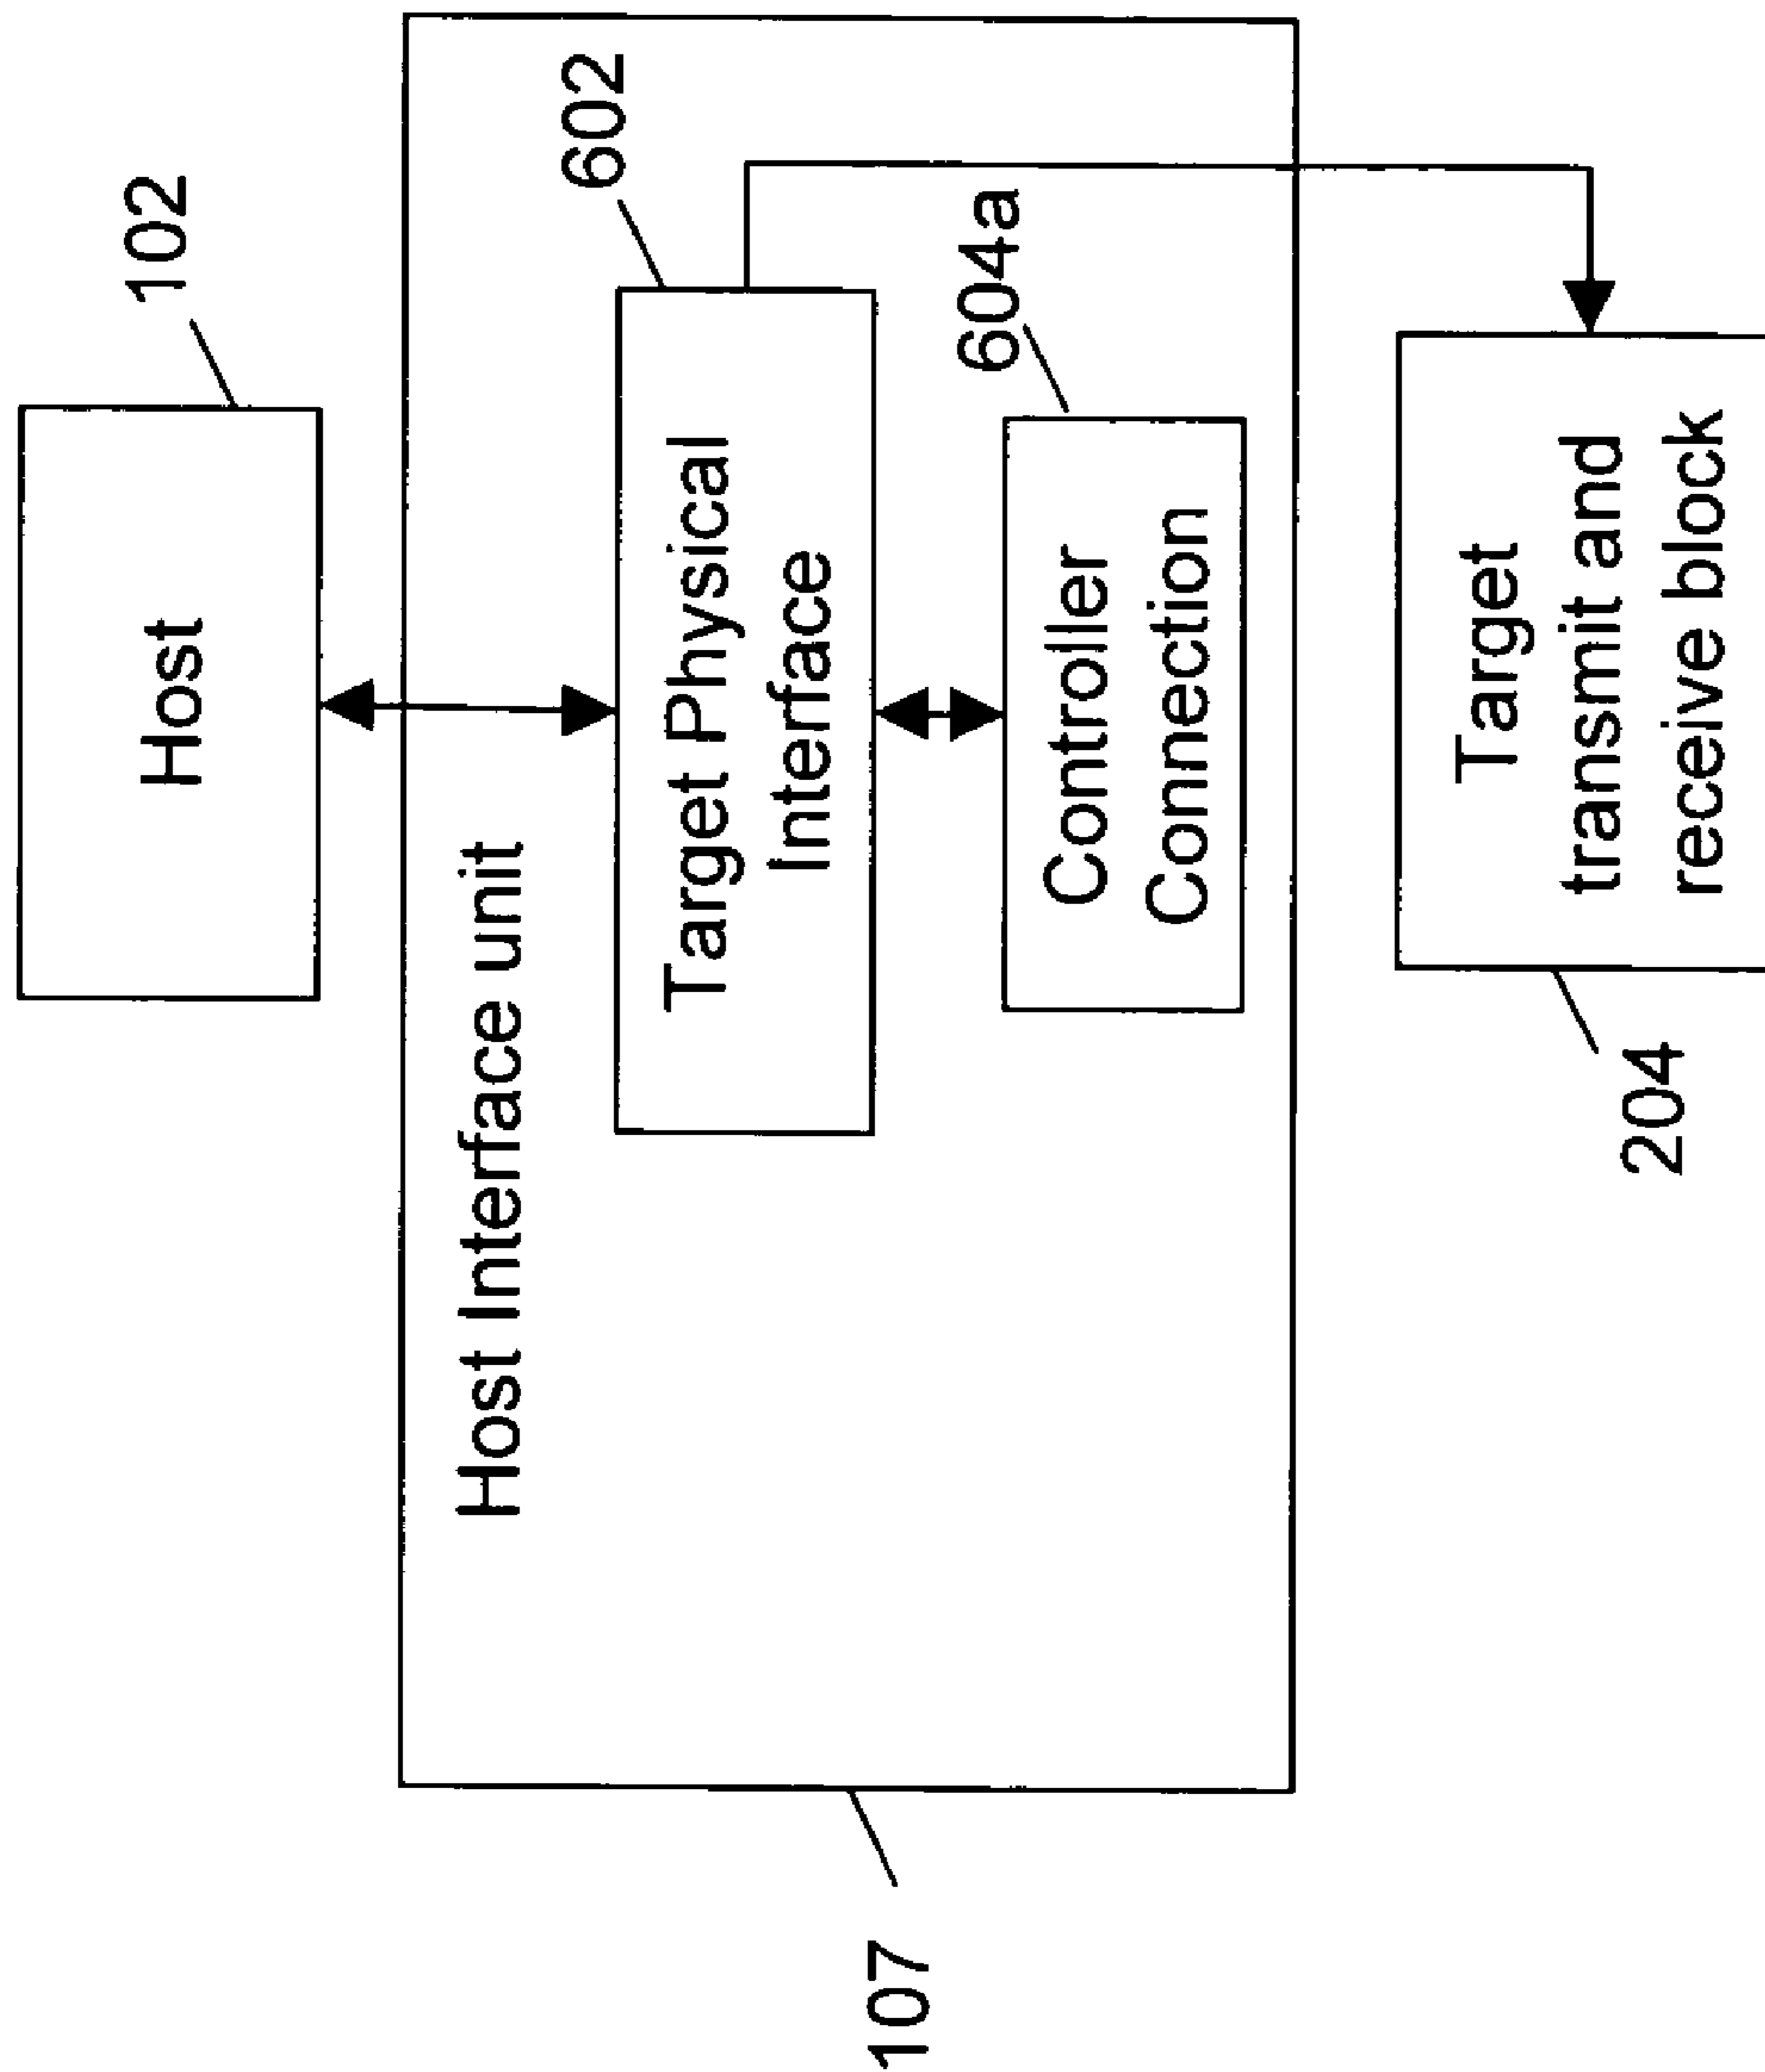 102
Host
Host Interface unit
602
Target Physical
interface
604a
Controller
Connection
107
Target
transmit and
receive block
204